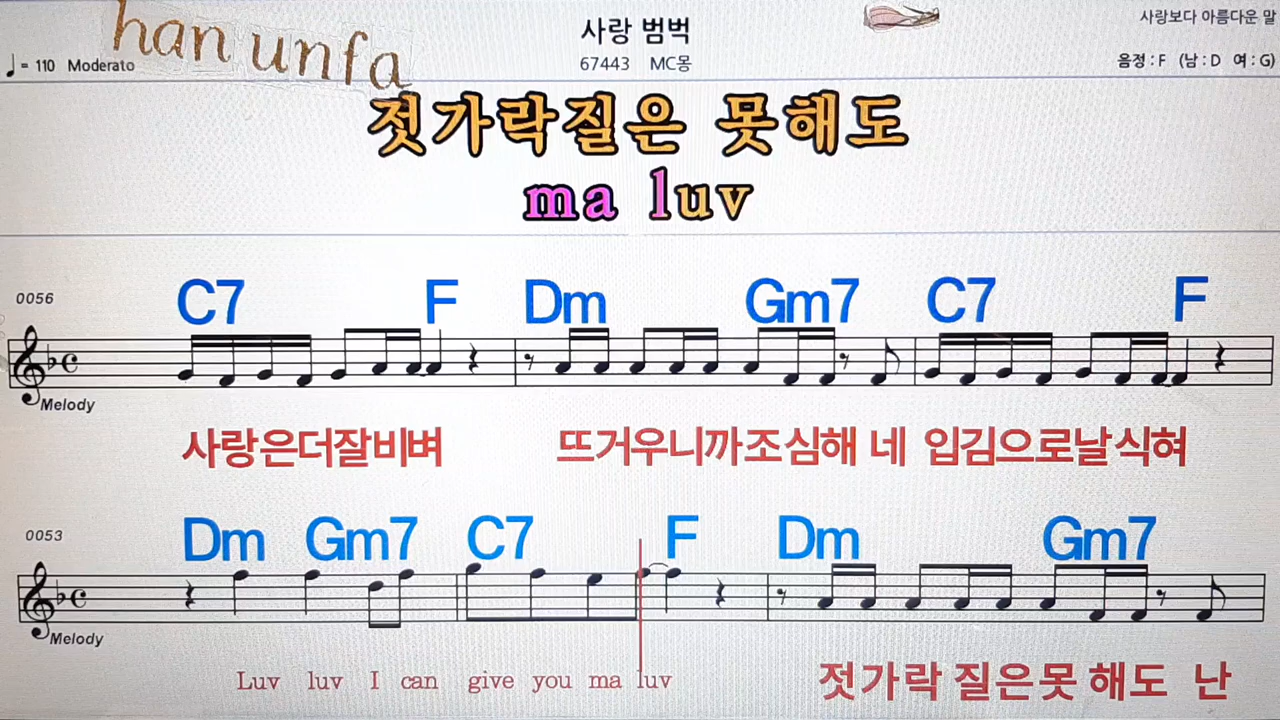 han unfa
사랑 범벅
사랑보다 아름다운 말
♩ = 110 Moderato
67443 MC몽
음정 : F (남 : D 여 : G)
젓가락질은 못해도
ma luv
0056
C7 F Dm Gm7 C7 F
Melody
사랑은더잘비벼 뜨거우니까조심해 네 입김으로날식혀
0053
Dm Gm7 C7 F Dm Gm7
Melody
Luv luv I can give you ma luv 젓가락 질은못 해도 난